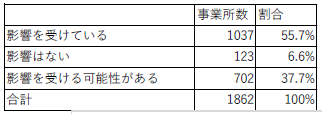 事業所数 割合
影響を受けている 1037 55.7%
影響はない 123 6.6%
影響を受ける可能性がある 702 37.7%
合計 1862 100%